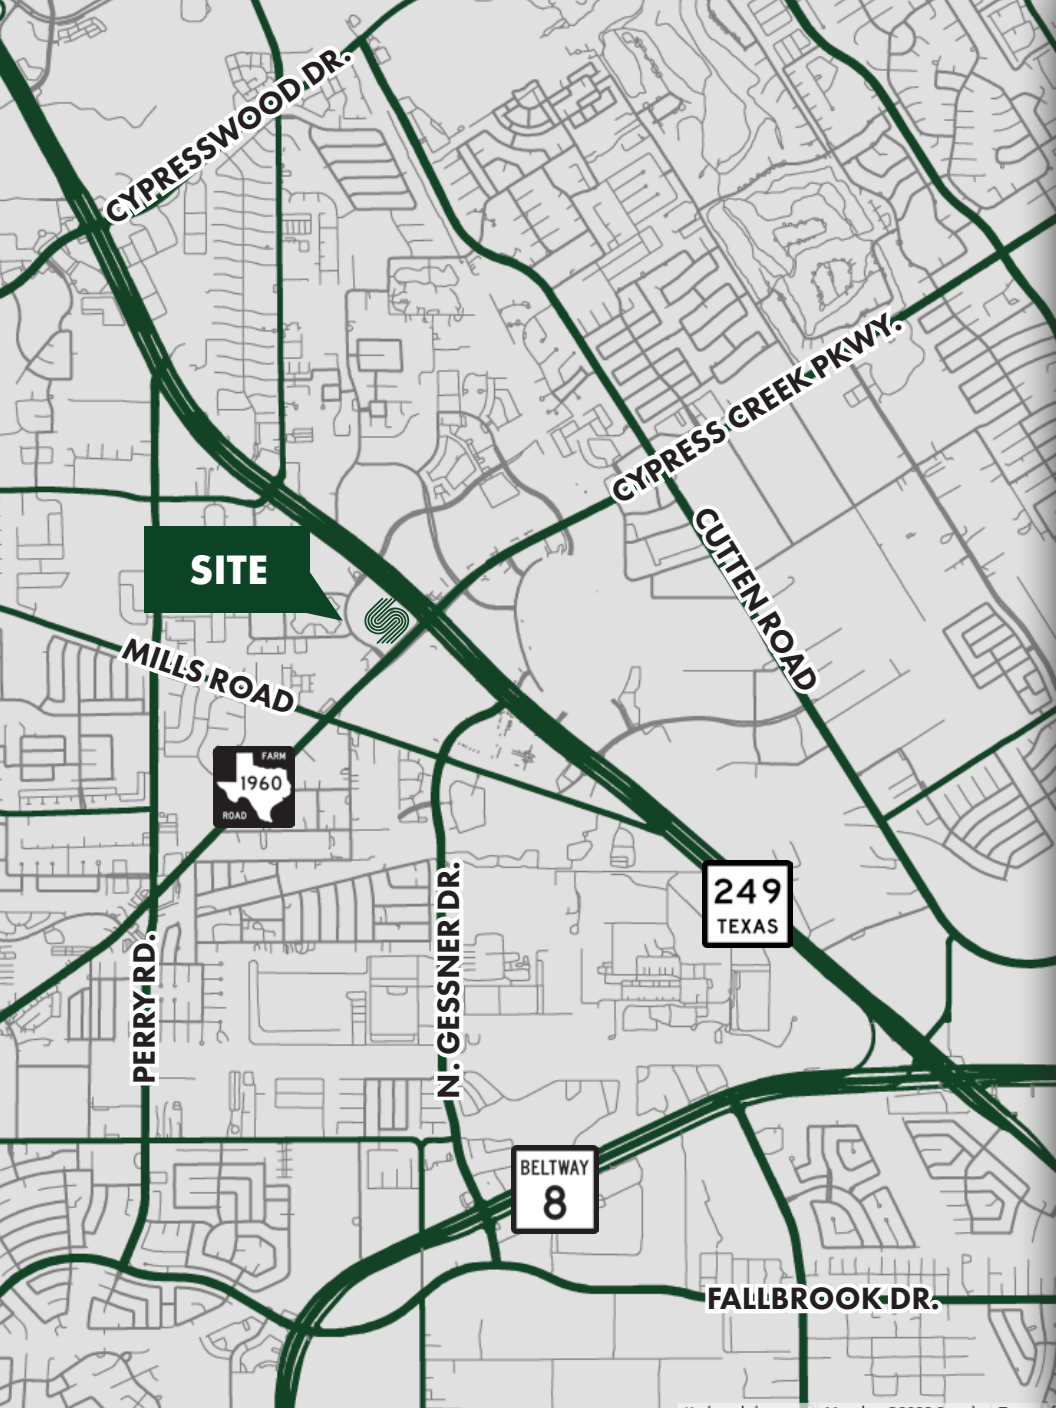 CYPRESSWOOD DR.
CYPRESS CREEK PKWY.
CUTTEN ROAD
SITE
MILLS ROAD
FARM
1960
ROAD
249
TEXAS
N. GESSNER DR.
PERRY RD.
BELTWAY
8
FALLBROOK DR.